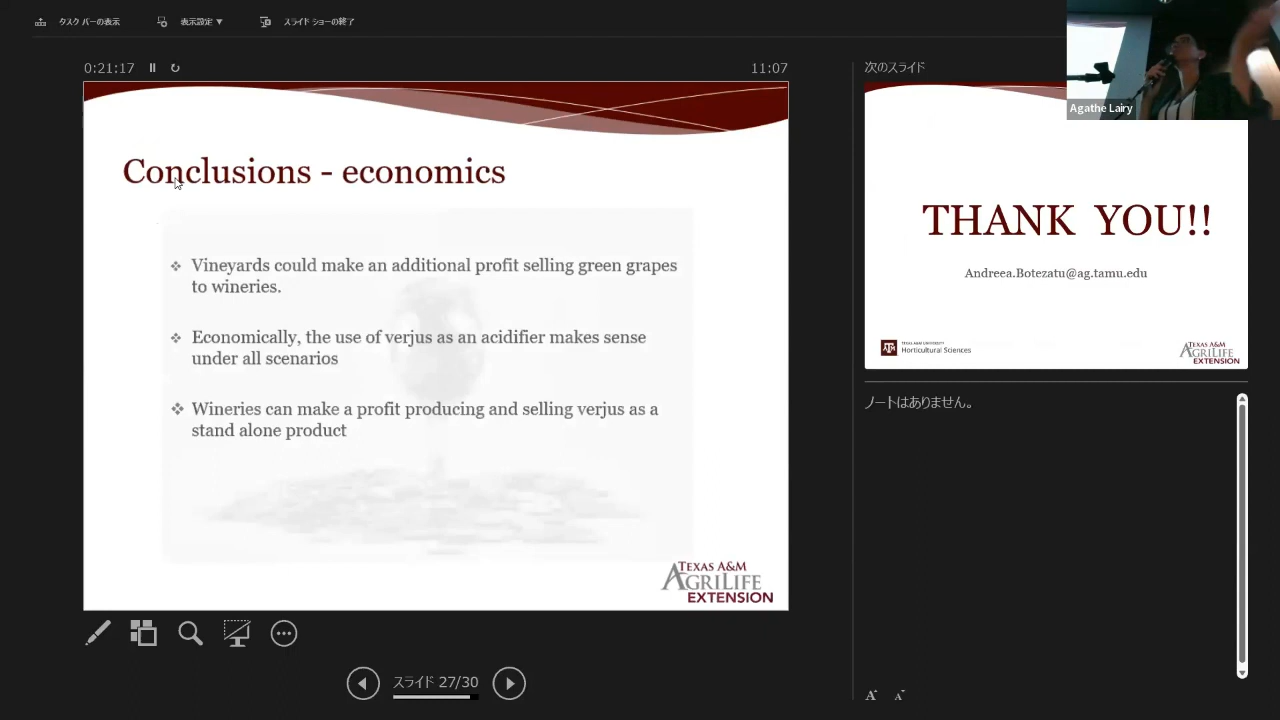 タスク バーの表示
表示設定 ▼
スライド ショーの終了
0:21:17
11:07
Conclusions - economics
Vineyards could make an additional profit selling green grapes
to wineries.
Economically, the use of verjus as an acidifier makes sense
under all scenarios
Wineries can make a profit producing and selling verjus as a
stand alone product
TEXAS A&M
AGRILIFE
EXTENSION
スライド 27/30
次のスライド
Agathe Lairy
THANK YOU!!
Andreea.Botezatu@ag.tamu.edu
TEXAS A&M UNIVERSITY
Horticultural Sciences
TEXAS A&M
AGRILIFE
EXTENSION
ノートはありません。
A A